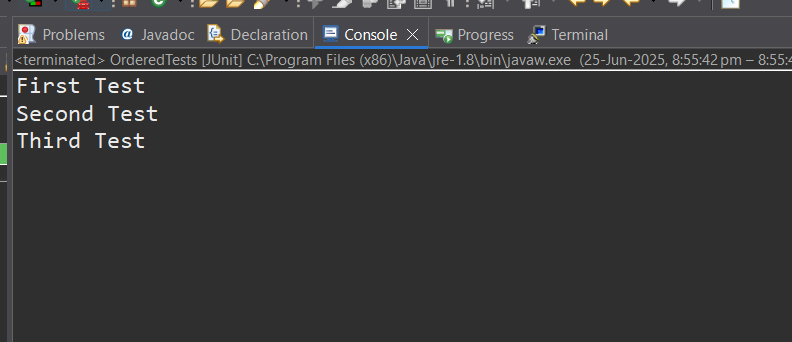 Problems @ Javadoc Declaration Console Progress Terminal
<terminated> OrderedTests [JUnit] C:\Program Files (x86)\Java\jre-1.8\bin\javaw.exe (25-Jun-2025, 8:55:42 pm – 8:55:4
First Test
Second Test
Third Test